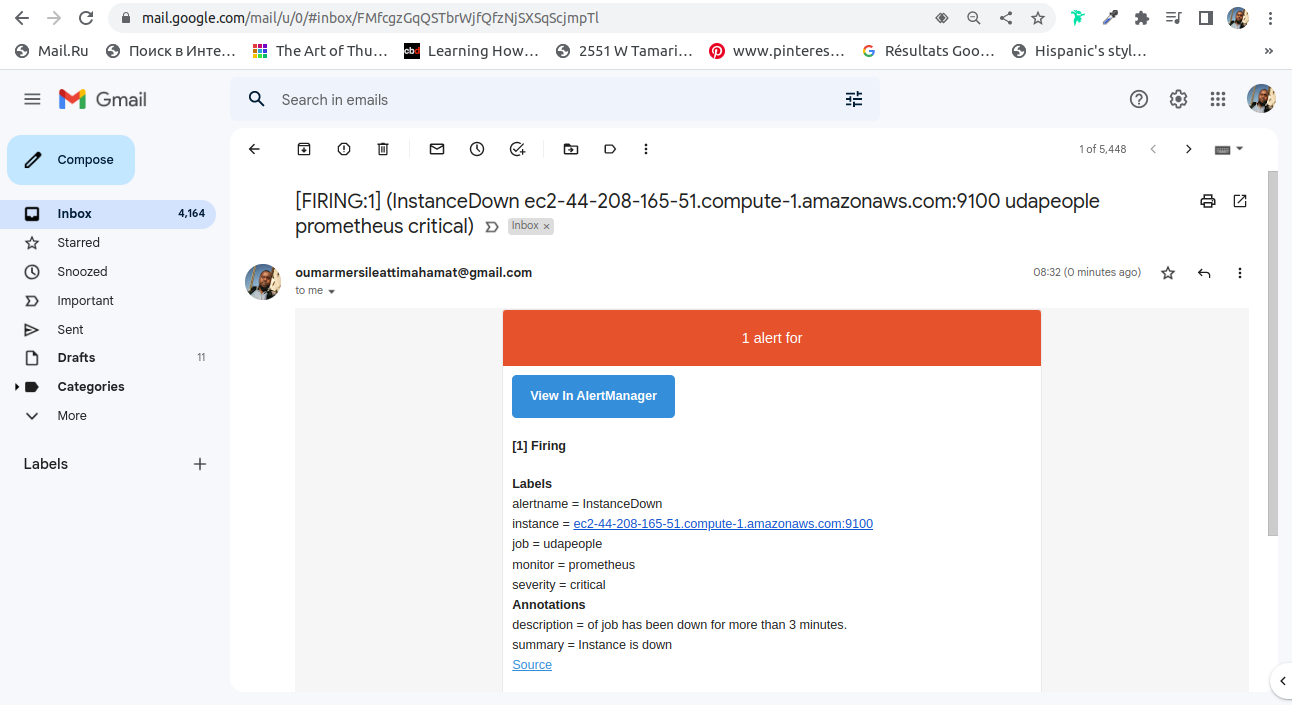 mail.google.com/mail/u/0/#inbox/FMfcgzGqQSTbrWjfQfzNjSXSqScjmpTl
Mail.Ru Поиск в Инте... The Art of Thu... cbd Learning How... 2551 W Tamari... www.pinteres... Résultats Goo... Hispanic's styl... »
Gmail
Search in emails
Compose
1 of 5,448
Inbox 4,164
Starred
Snoozed
Important
Sent
Drafts 11
Categories
More
Labels
[FIRING:1] (InstanceDown ec2-44-208-165-51.compute-1.amazonaws.com:9100 udapeople
prometheus critical) Inbox ×
oumarmersileattimahamat@gmail.com 08:32 (0 minutes ago)
to me
1 alert for
View In AlertManager
[1] Firing
Labels
alertname = InstanceDown
instance = ec2-44-208-165-51.compute-1.amazonaws.com:9100
job = udapeople
monitor = prometheus
severity = critical
Annotations
description = of job has been down for more than 3 minutes.
summary = Instance is down
Source